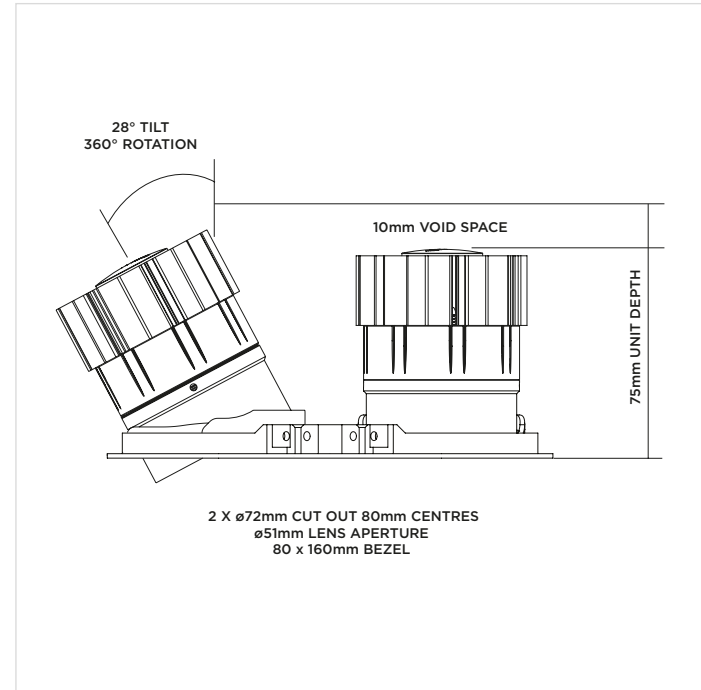 28° TILT
360° ROTATION
10mm VOID SPACE
75mm UNIT DEPTH
2 X ø72mm CUT OUT 80mm CENTRES
ø51mm LENS APERTURE
80 x 160mm BEZEL